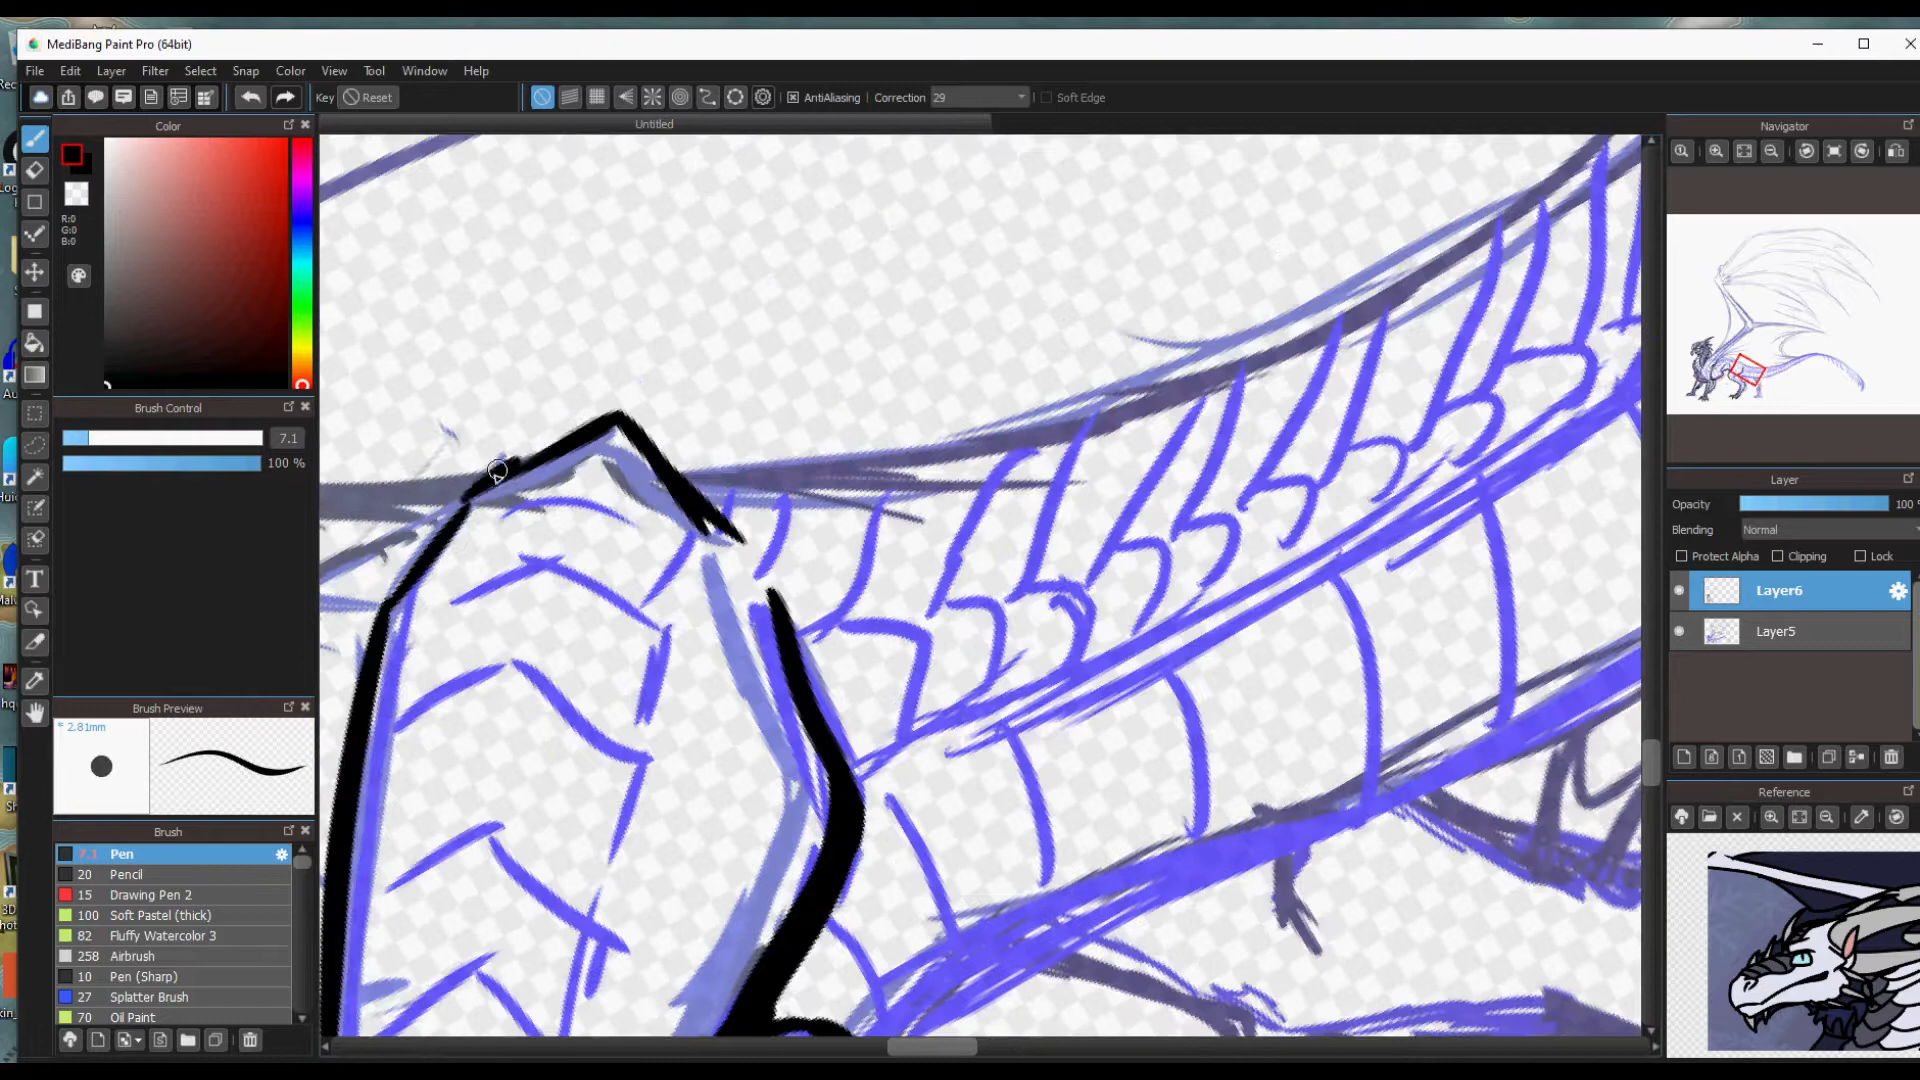 MediBang Paint Pro (64bit)
File Edit Layer Filter Select Snap Color View Tool Window Help
Key Reset AntiAliasing Correction 29 Soft Edge
Color
Untitled
Navigator
R:0
G:0
B:0
Brush Control
7.1
100 %
Layer
Opacity 100
Blending Normal
Protect Alpha Clipping Lock
Layer6
Layer5
T
Brush Preview
* 2.81mm
Reference
Brush
7.1 Pen
20 Pencil
15 Drawing Pen 2
100 Soft Pastel (thick)
82 Fluffy Watercolor 3
258 Airbrush
10 Pen (Sharp)
27 Splatter Brush
70 Oil Paint